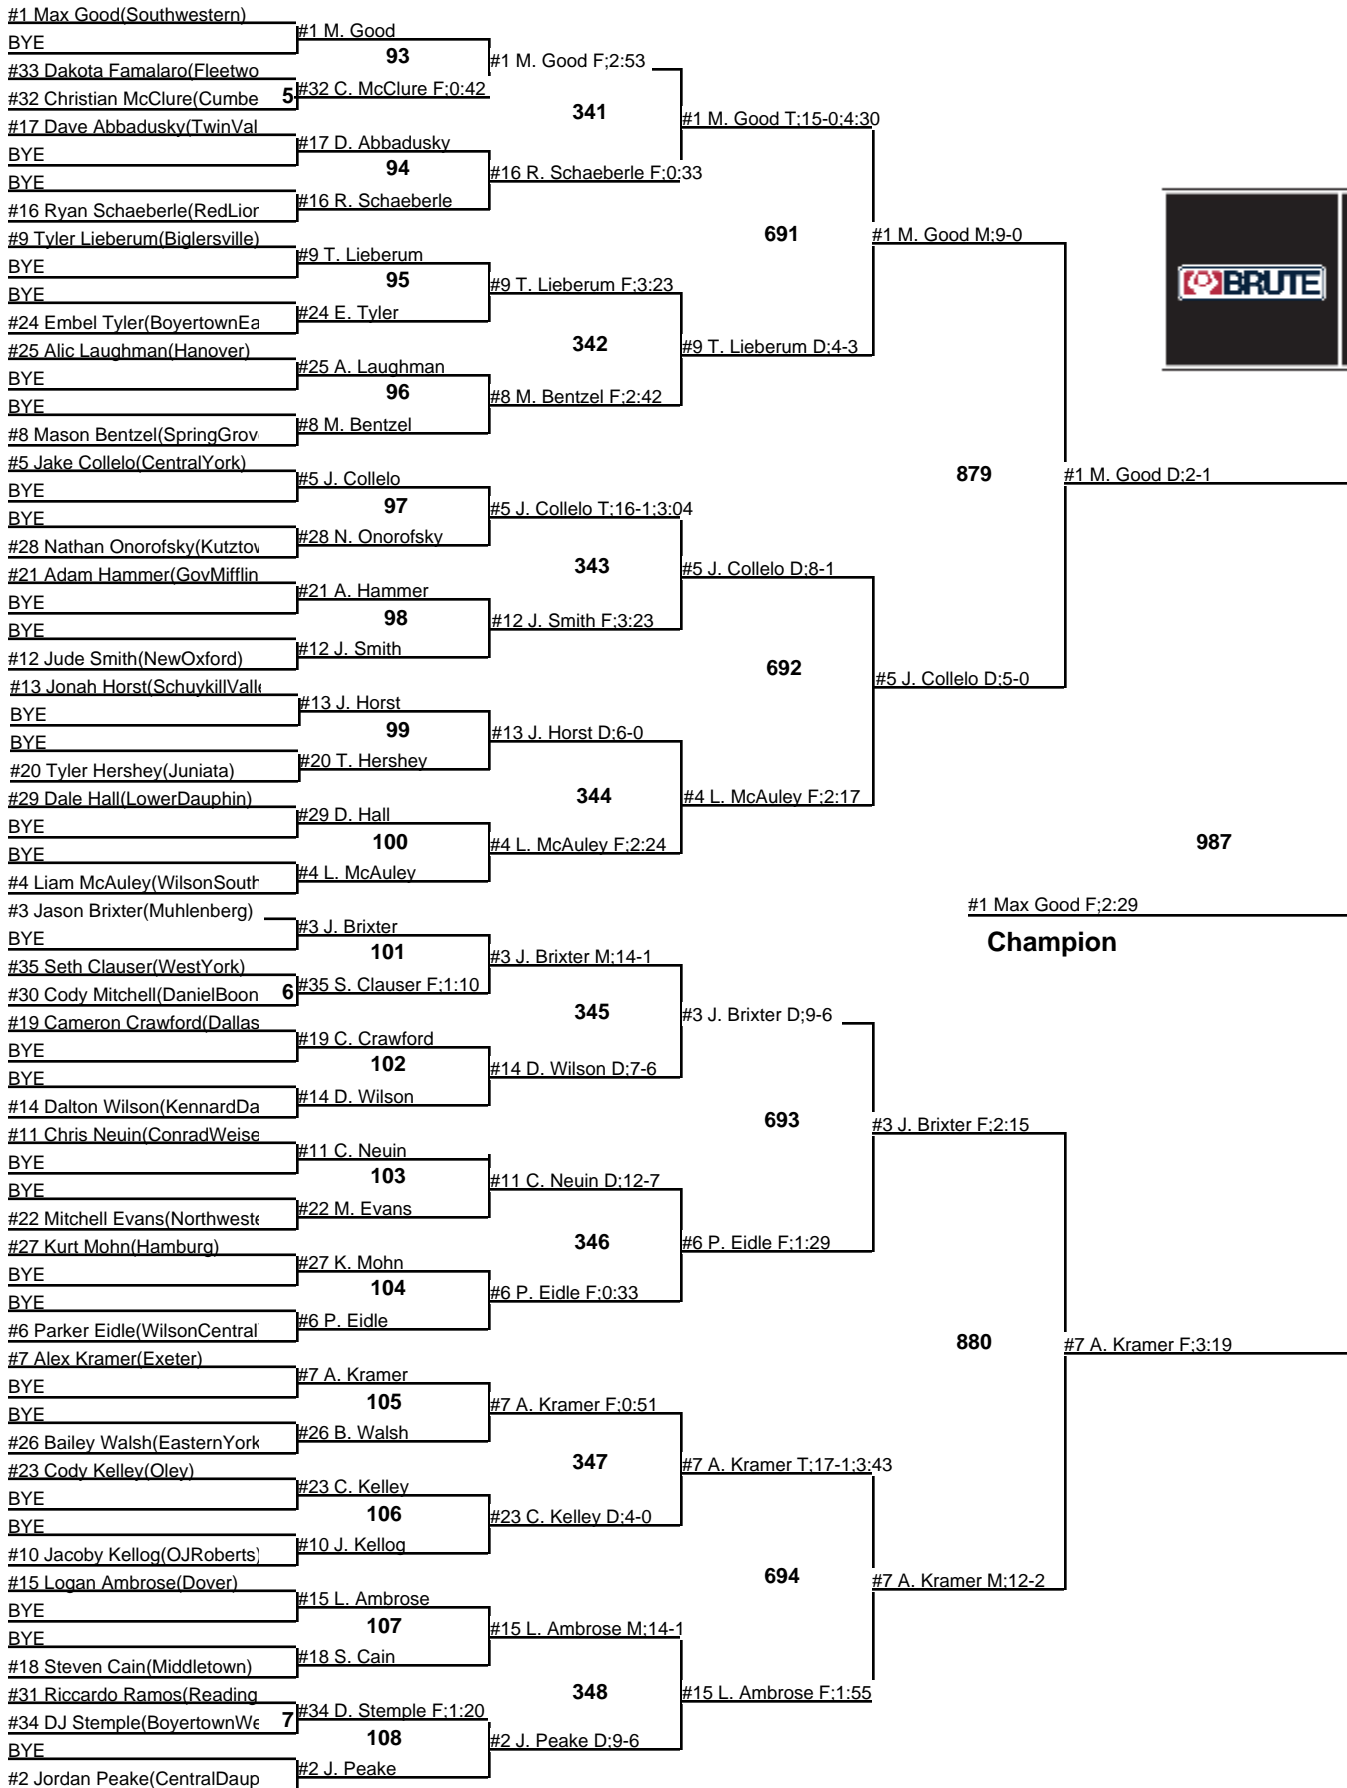 #1 Max Good(Southwestern)
BYE
#33 Dakota Famalaro(Fleetwo
#32 Christian McClure(Cumbe
#17 Dave Abbadusky(TwinVal
BYE
BYE
#16 Ryan Schaeberle(RedLior
#9 Tyler Lieberum(Biglersville)
BYE
BYE
#24 Embel Tyler(BoyertownEa
#25 Alic Laughman(Hanover)
BYE
BYE
#8 Mason Bentzel(SpringGrov
#5 Jake Collelo(CentralYork)
BYE
BYE
#28 Nathan Onorofsky(Kutztov
#21 Adam Hammer(GovMifflin
BYE
BYE
#12 Jude Smith(NewOxford)
#13 Jonah Horst(SchuykillValle
BYE
BYE
#20 Tyler Hershey(Juniata)
#29 Dale Hall(LowerDauphin)
BYE
BYE
#4 Liam McAuley(WilsonSouth
#3 Jason Brixter(Muhlenberg)
BYE
#35 Seth Clauser(WestYork)
#30 Cody Mitchell(DanielBoon
#19 Cameron Crawford(Dallas
BYE
BYE
#14 Dalton Wilson(KennardDa
#11 Chris Neuin(ConradWeise
BYE
BYE
#22 Mitchell Evans(Northweste
#27 Kurt Mohn(Hamburg)
BYE
BYE
#6 Parker Eidle(WilsonCentral
#7 Alex Kramer(Exeter)
BYE
BYE
#26 Bailey Walsh(EasternYork
#23 Cody Kelley(Oley)
BYE
BYE
#10 Jacoby Kellog(OJRoberts)
#15 Logan Ambrose(Dover)
BYE
BYE
#18 Steven Cain(Middletown)
#31 Riccardo Ramos(Reading
#34 DJ Stemple(BoyertownWe
BYE
#2 Jordan Peake(CentralDaup
5
6
7
#1 M. Good
93
#32 C. McClure F;0:42
#17 D. Abbadusky
94
#16 R. Schaeberle
#9 T. Lieberum
95
#24 E. Tyler
#25 A. Laughman
96
#8 M. Bentzel
#5 J. Collelo
97
#28 N. Onorofsky
#21 A. Hammer
98
#12 J. Smith
#13 J. Horst
99
#20 T. Hershey
#29 D. Hall
100
#4 L. McAuley
#3 J. Brixter
101
#35 S. Clauser F;1:10
#19 C. Crawford
102
#14 D. Wilson
#11 C. Neuin
103
#22 M. Evans
#27 K. Mohn
104
#6 P. Eidle
#7 A. Kramer
105
#26 B. Walsh
#23 C. Kelley
106
#10 J. Kellog
#15 L. Ambrose
107
#18 S. Cain
#34 D. Stemple F;1:20
108
#2 J. Peake
#1 M. Good F;2:53
341
#16 R. Schaeberle F;0:33
#9 T. Lieberum F;3:23
342
#8 M. Bentzel F;2:42
#5 J. Collelo T;16-1;3:04
343
#12 J. Smith F;3:23
#13 J. Horst D;6-0
344
#4 L. McAuley F;2:24
#3 J. Brixter M;14-1
345
#14 D. Wilson D;7-6
#11 C. Neuin D;12-7
346
#6 P. Eidle F;0:33
#7 A. Kramer F;0:51
347
#23 C. Kelley D;4-0
#15 L. Ambrose M;14-1
348
#2 J. Peake D;9-6
#1 M. Good T;15-0;4:30
691
#9 T. Lieberum D;4-3
#5 J. Collelo D;8-1
692
#4 L. McAuley F;2:17
#3 J. Brixter D;9-6
693
#6 P. Eidle F;1:29
#7 A. Kramer T;17-1;3:43
694
#15 L. Ambrose F;1:55
#1 M. Good M;9-0
879
#5 J. Collelo D;5-0
#3 J. Brixter F;2:15
880
#7 A. Kramer M;12-2
#1 M. Good D;2-1
987
#7 A. Kramer F;3:19
#1 Max Good F;2:29
Champion
BRUTE